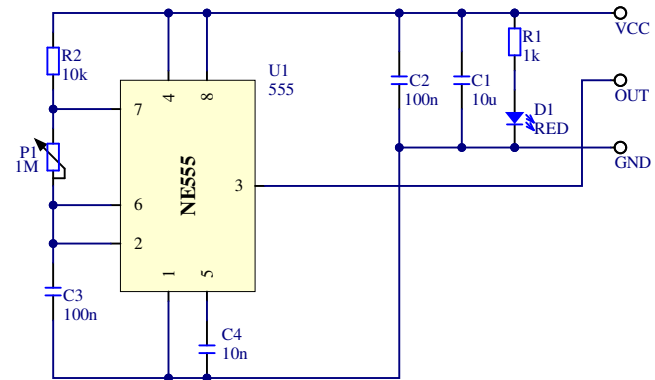 VCC
R2
10k
R1
1k
U1
555
4
8
C2
100n
C1
10u
OUT
7
D1
RED
P1
1M
GND
NE555
3
6
2
1
5
C3
100n
C4
10n